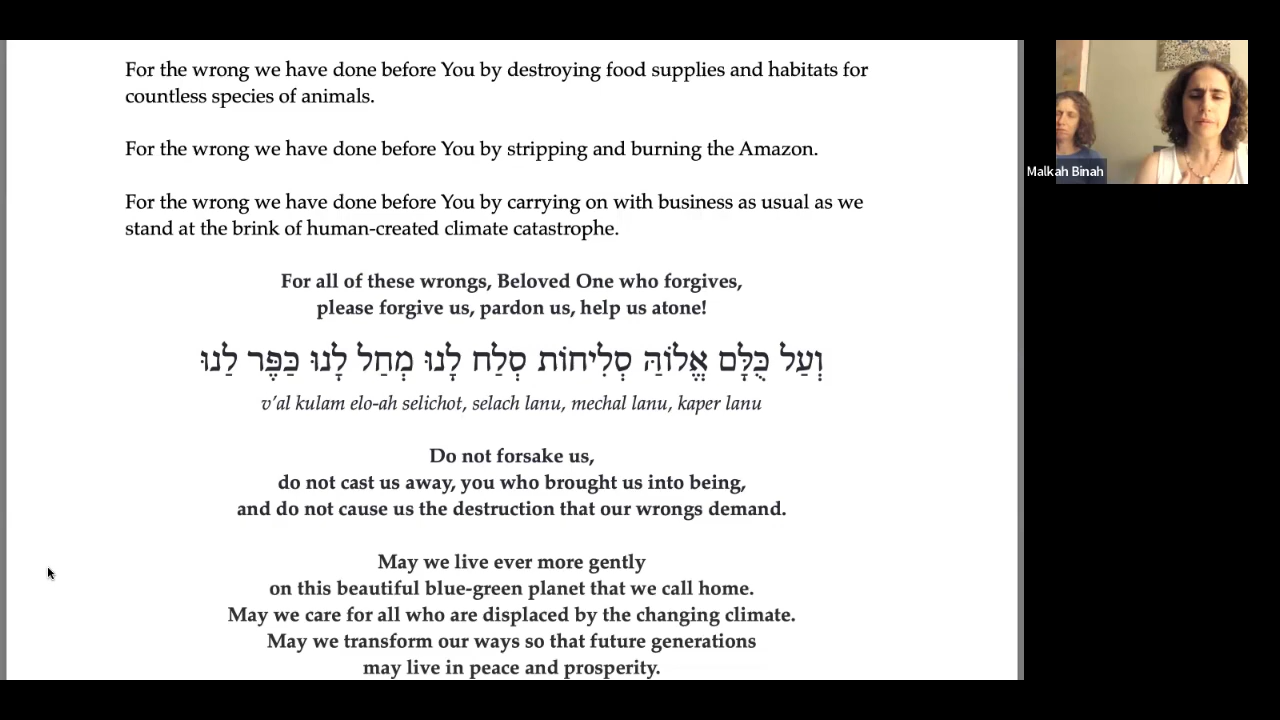 For the wrong we have done before You by destroying food supplies and habitats for
countless species of animals.
For the wrong we have done before You by stripping and burning the Amazon.
For the wrong we have done before You by carrying on with business as usual as we
stand at the brink of human-created climate catastrophe.
For all of these wrongs, Beloved One who forgives,
please forgive us, pardon us, help us atone!
וְעַל כֻּלָּם אֱלוֹהַּ סְלִיחוֹת סְלַח לָנוּ מְחַל לָנוּ כַּפֶּר לַנוּ
v’al kulam elo-ah selichot, selach lanu, mechal lanu, kaper lanu
Do not forsake us,
do not cast us away, you who brought us into being,
and do not cause us the destruction that our wrongs demand.
May we live ever more gently
on this beautiful blue-green planet that we call home.
May we care for all who are displaced by the changing climate.
May we transform our ways so that future generations
may live in peace and prosperity.
Malkah Binah